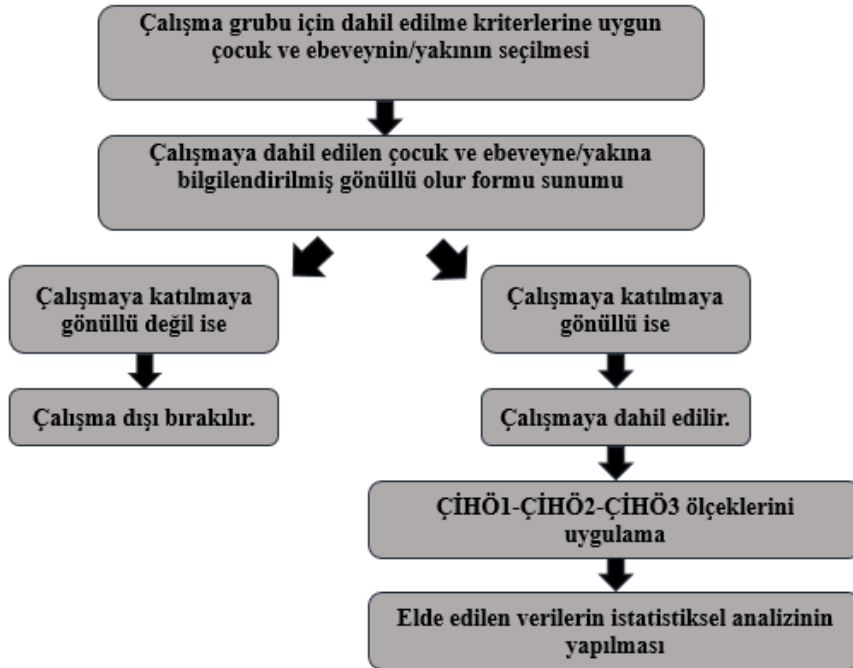 Çalışma grubu için dahil edilme kriterlerine uygun
çocuk ve ebeveynin/yakınının seçilmesi
Çalışmaya dahil edilen çocuk ve ebeveyne/yakına
bilgilendirilmiş gönüllü olur formu sunumu
Çalışmaya katılmaya
gönüllü değil ise
Çalışma dışı bırakılır.
Çalışmaya katılmaya
gönüllü ise
Çalışmaya dahil edilir.
ÇİHÖ1-ÇİHÖ2-ÇİHÖ3 ölçeklerini
uygulama
Elde edilen verilerin istatistiksel analizinin
yapılması